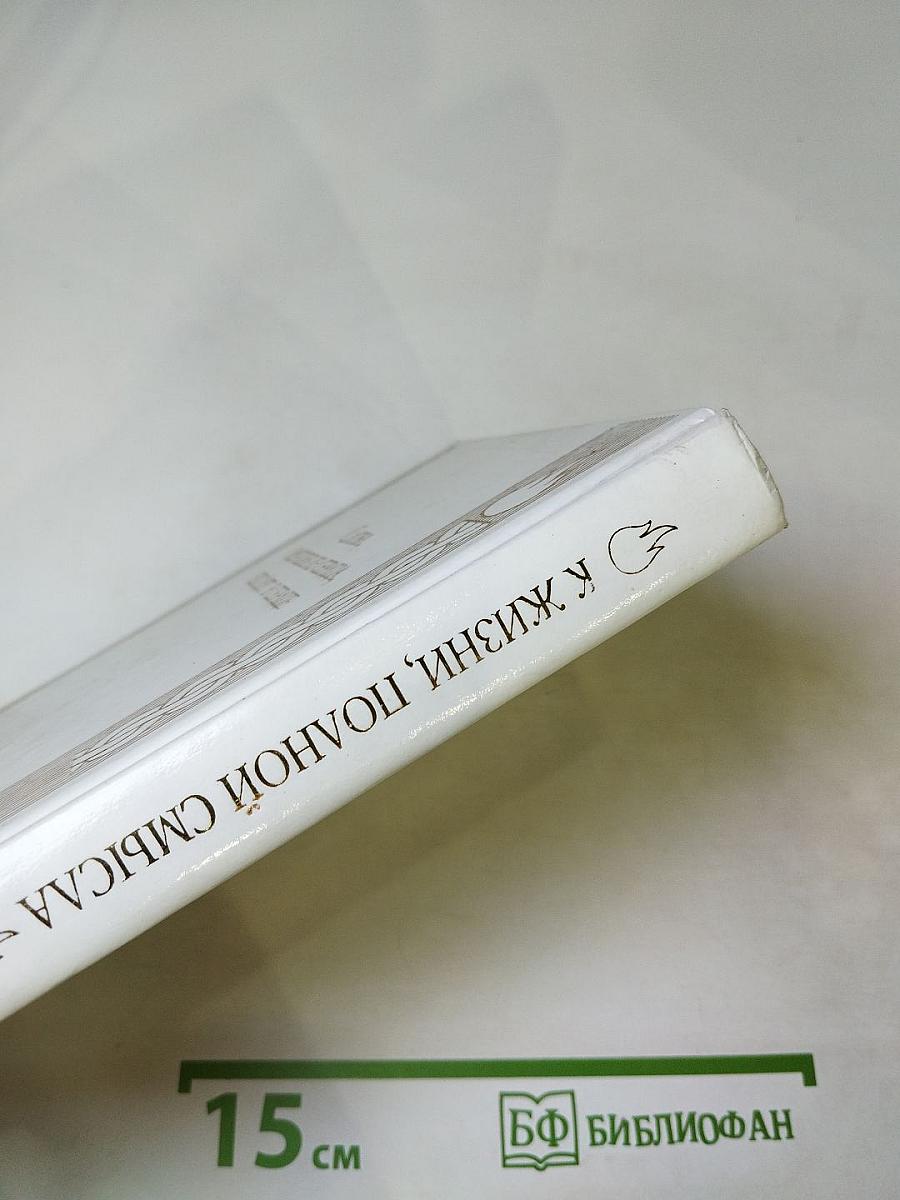 К ЖИЗНИ, ПОЛНОЙ СМЫСЛА
15 см
БФ БИБЛИОФАН